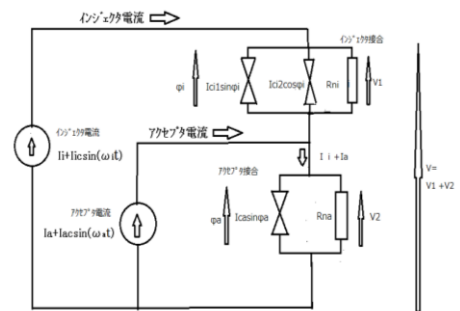 インジェクタ電流
インジェクタ接合
φi
Ici1sinφi
Ici2cosφi
Rni
V1
アクセプタ電流
インジェクタ電流
Ii+Iicsin(ωit)
I i +Ia
V=
V1 +V2
アクセプタ接合
アクセプタ電流
Ia+Iacsin(ωat)
φa
Icasinφa
Rna
V2